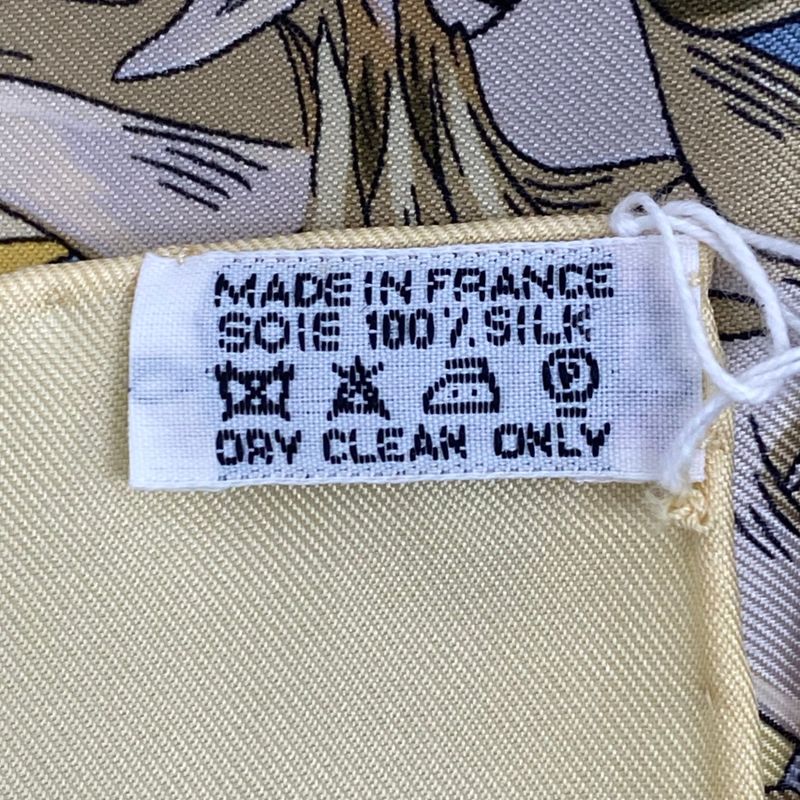 MADE IN FRANCE
SOIE 100% SILK
P
DRY CLEAN ONLY